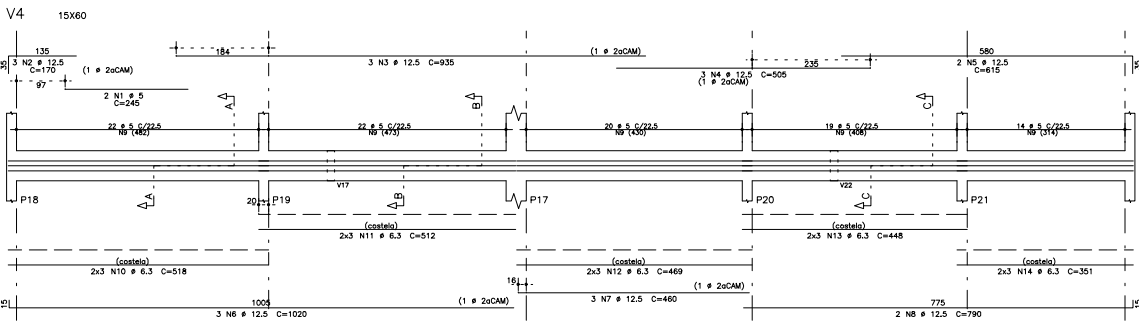 V4 15X60
135 184 (1 ø 2aCAM) 580
35 3 N2 ø 12.5 C=170 (1 ø 2aCAM) 3 N3 ø 12.5 C=935 235 2 N5 ø 12.5 C=615 35
3 N4 ø 12.5 C=505
(1 ø 2aCAM)
97
2 N1 ø 5
C=245
A B C
22 ø 5 C/22.5 22 ø 5 C/22.5 20 ø 5 C/22.5 19 ø 5 C/22.5 14 ø 5 C/22.5
N9 (482) N9 (473) N9 (430) N9 (408) N9 (314)
V17 V22
P18 A 20 P19 B P17 P20 C P21
(costela) (costela)
2x3 N11 ø 6.3 C=512 2x3 N13 ø 6.3 C=448
(costela) (costela) (costela)
2x3 N10 ø 6.3 C=518 2x3 N12 ø 6.3 C=469 2x3 N14 ø 6.3 C=351
16
15 1005 (1 ø 2aCAM) 3 N7 ø 12.5 C=460 (1 ø 2aCAM) 775 15
3 N6 ø 12.5 C=1020 2 N8 ø 12.5 C=790